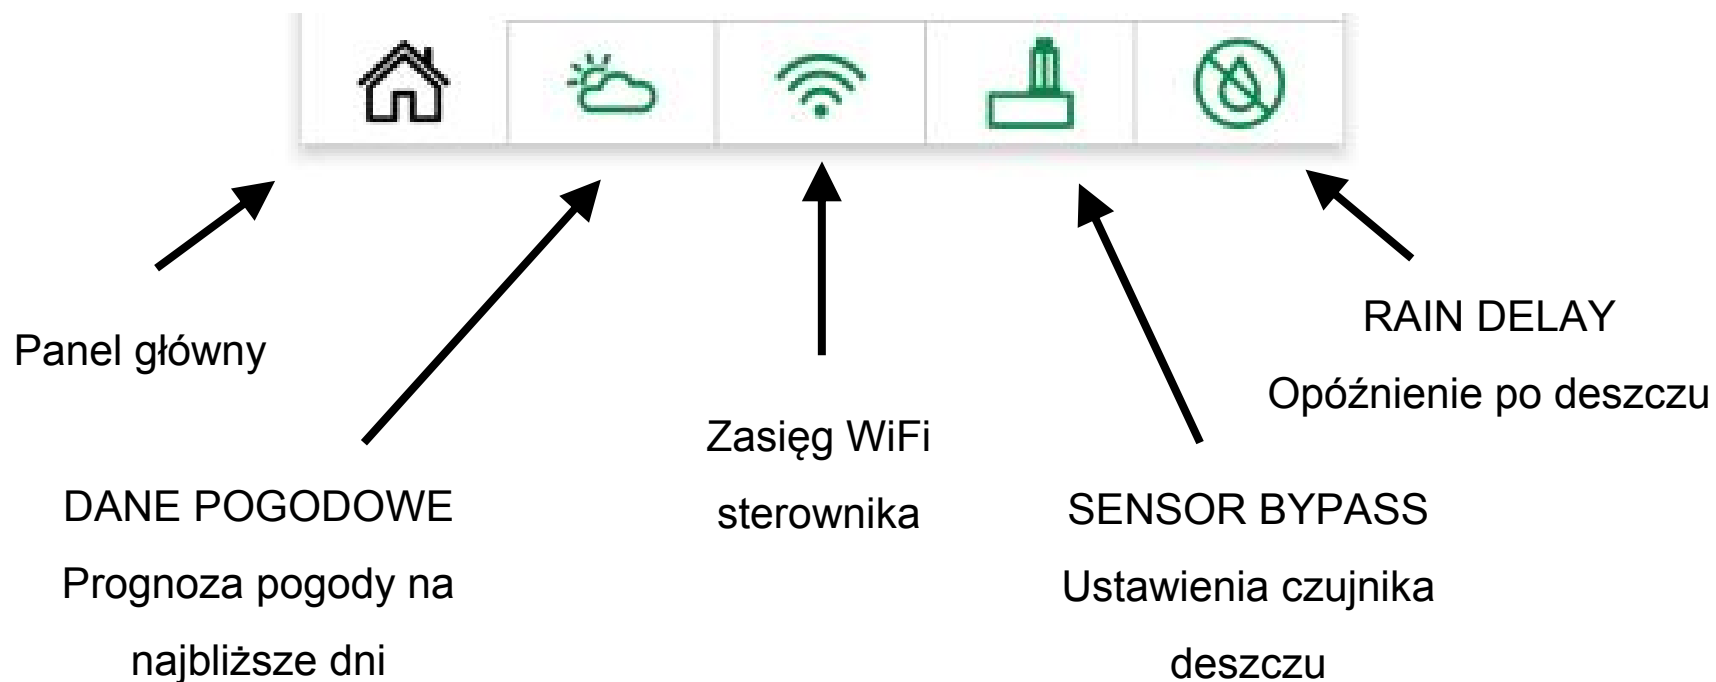 Panel główny
DANE POGODOWE
Prognoza pogody na
najbliższe dni
Zasięg WiFi
sterownika
SENSOR BYPASS
Ustawienia czujnika
deszczu
RAIN DELAY
Opóźnienie po deszczu